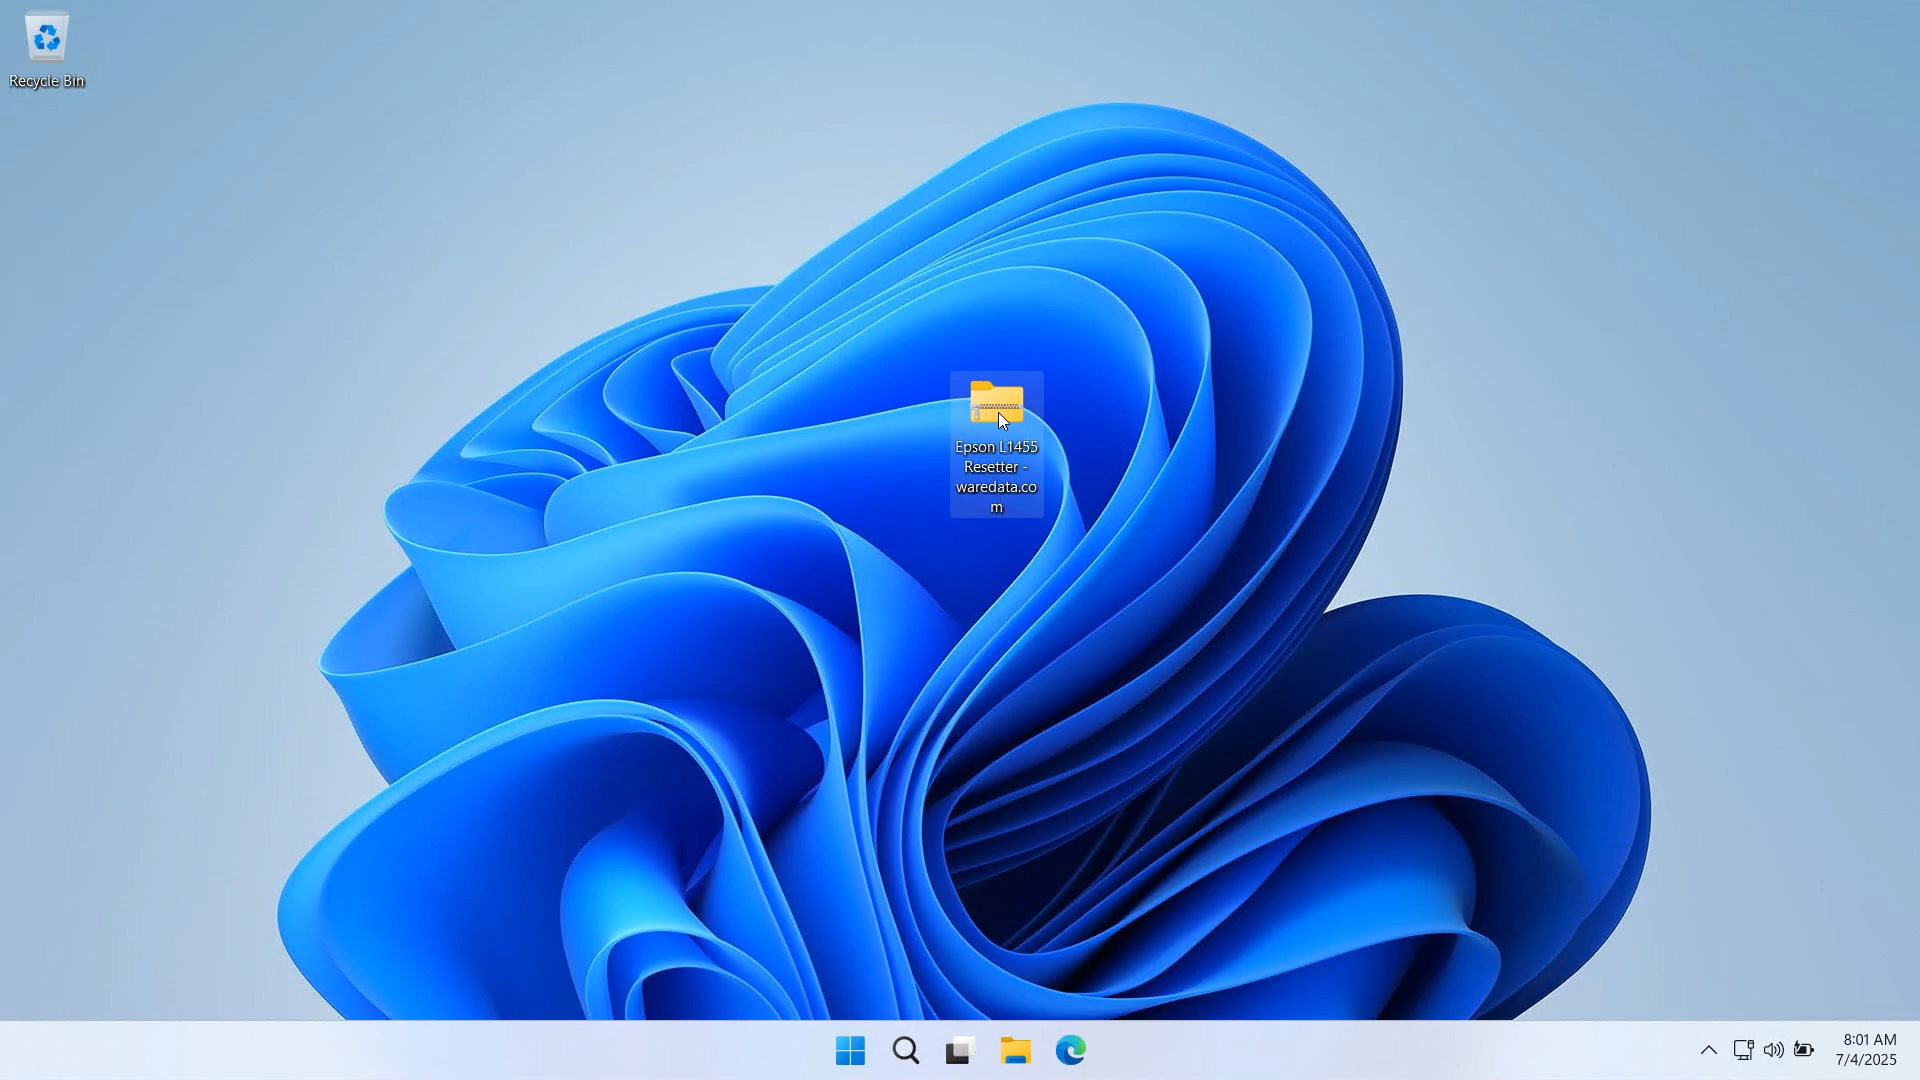 Recycle Bin
Epson L1455
Resetter -
waredata.co
m
8:01 AM
7/4/2025